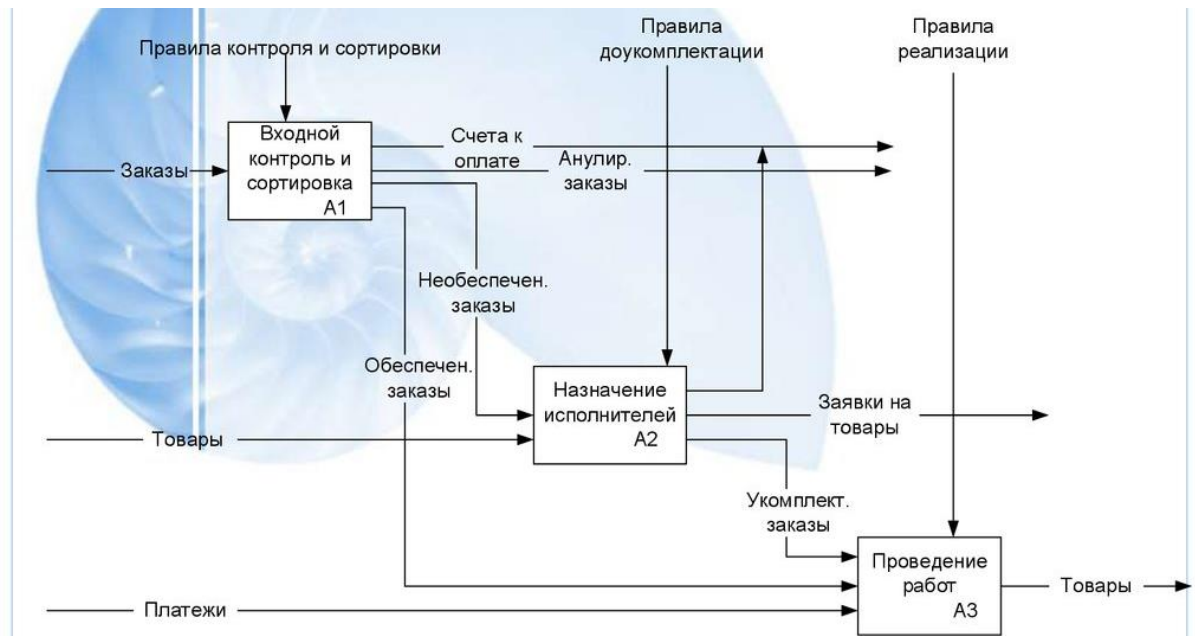 Правила контроля и сортировки
Правила
доукомплектации
Правила
реализации
Входной
контроль и
сортировка
А1
Заказы
Счета к
оплате
Анулир.
заказы
Необеспечен.
заказы
Обеспечен.
заказы
Назначение
исполнителей
А2
Заявки на
товары
Товары
Укомплект.
заказы
Проведение
работ
А3
Товары
Платежи